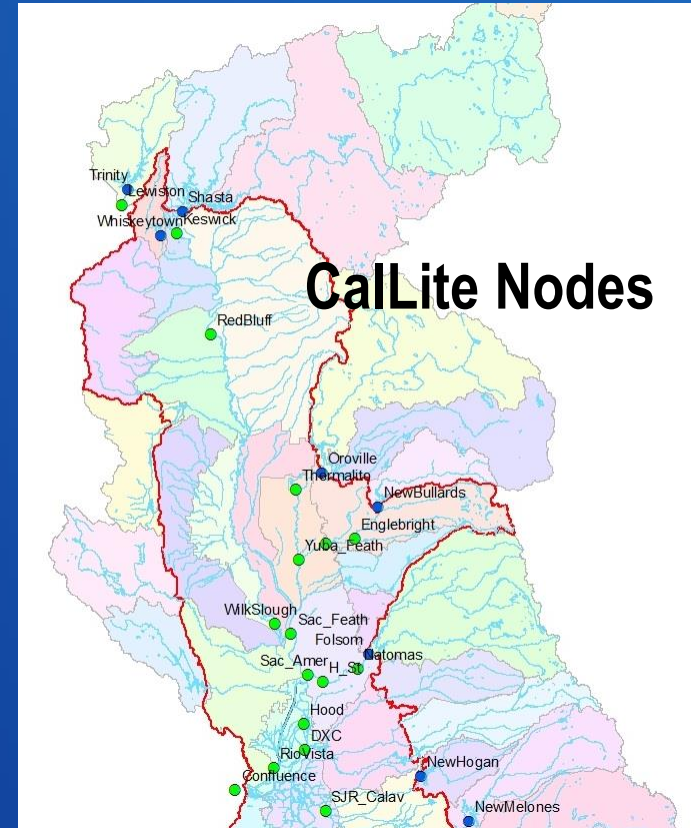 Trinity
Lewiston
Shasta
Whiskeytown
Keswick
CalLite Nodes
RedBluff
Oroville
Thermalito
NewBullards
Englebright
Yuba_Feath
WilkSlough
Sac_Feath
Folsom
Natomas
Sac_Amer
H_St
Hood
DXC
RioVista
Confluence
NewHogan
SJR_Calav
NewMelones